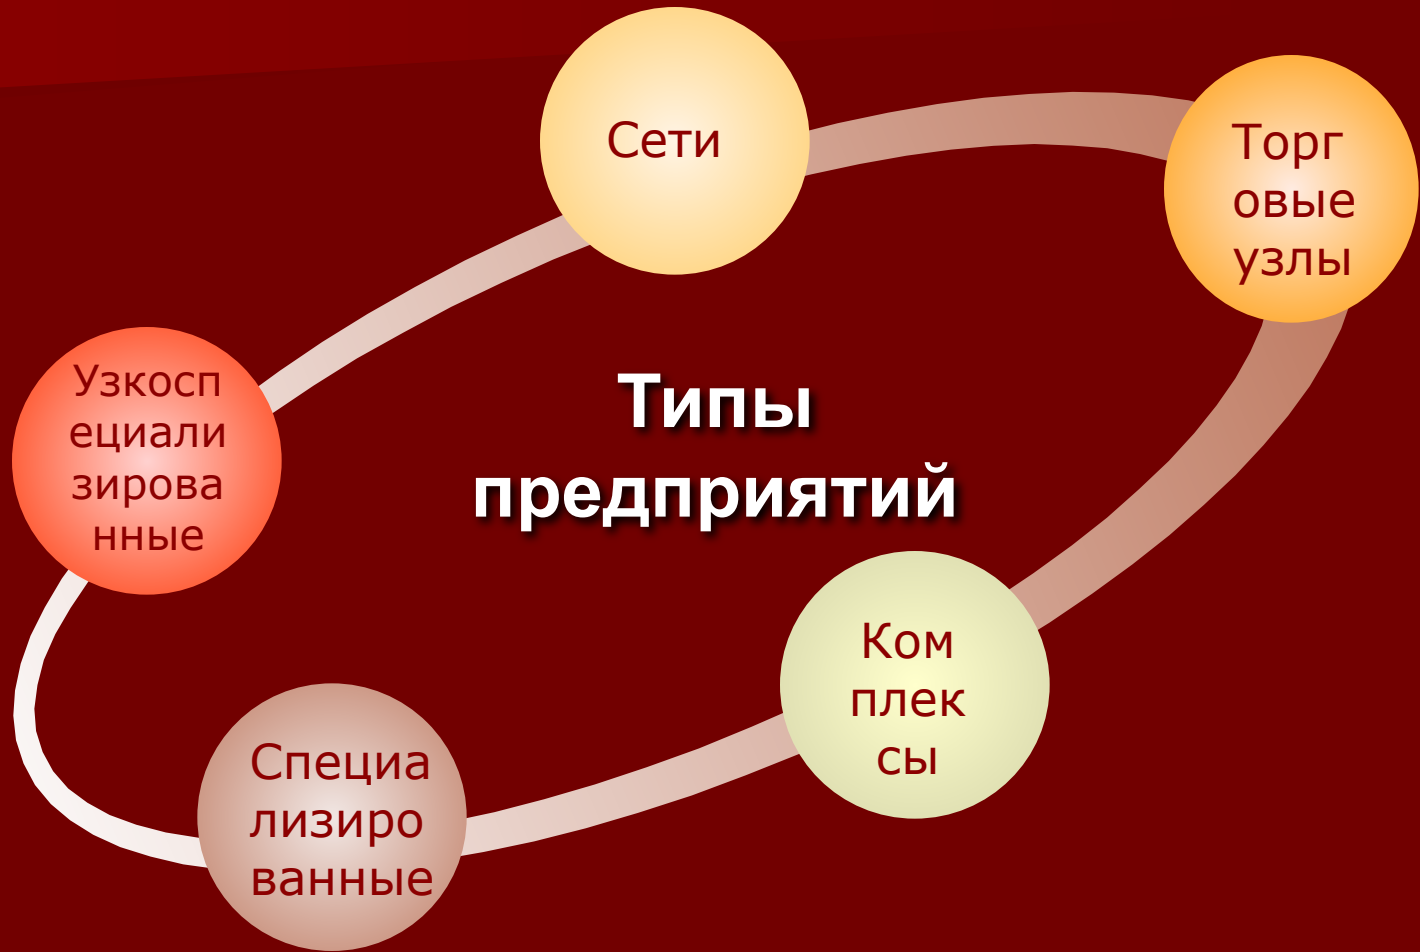 Сети
Торг
овые
узлы
Узкосп
ециали
зирова
нные
Типы
предприятий
Ком
плек
сы
Специа
лизиро
ванные